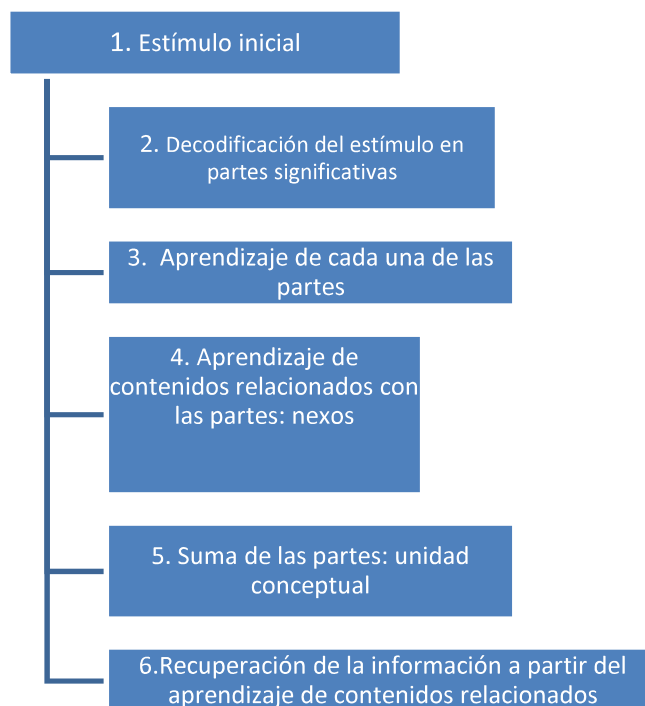 1. Estímulo inicial
2. Decodificación del estímulo en
partes significativas
3. Aprendizaje de cada una de las
partes
4. Aprendizaje de
contenidos relacionados con
las partes: nexos
5. Suma de las partes: unidad
conceptual
6.Recuperación de la información a partir del
aprendizaje de contenidos relacionados